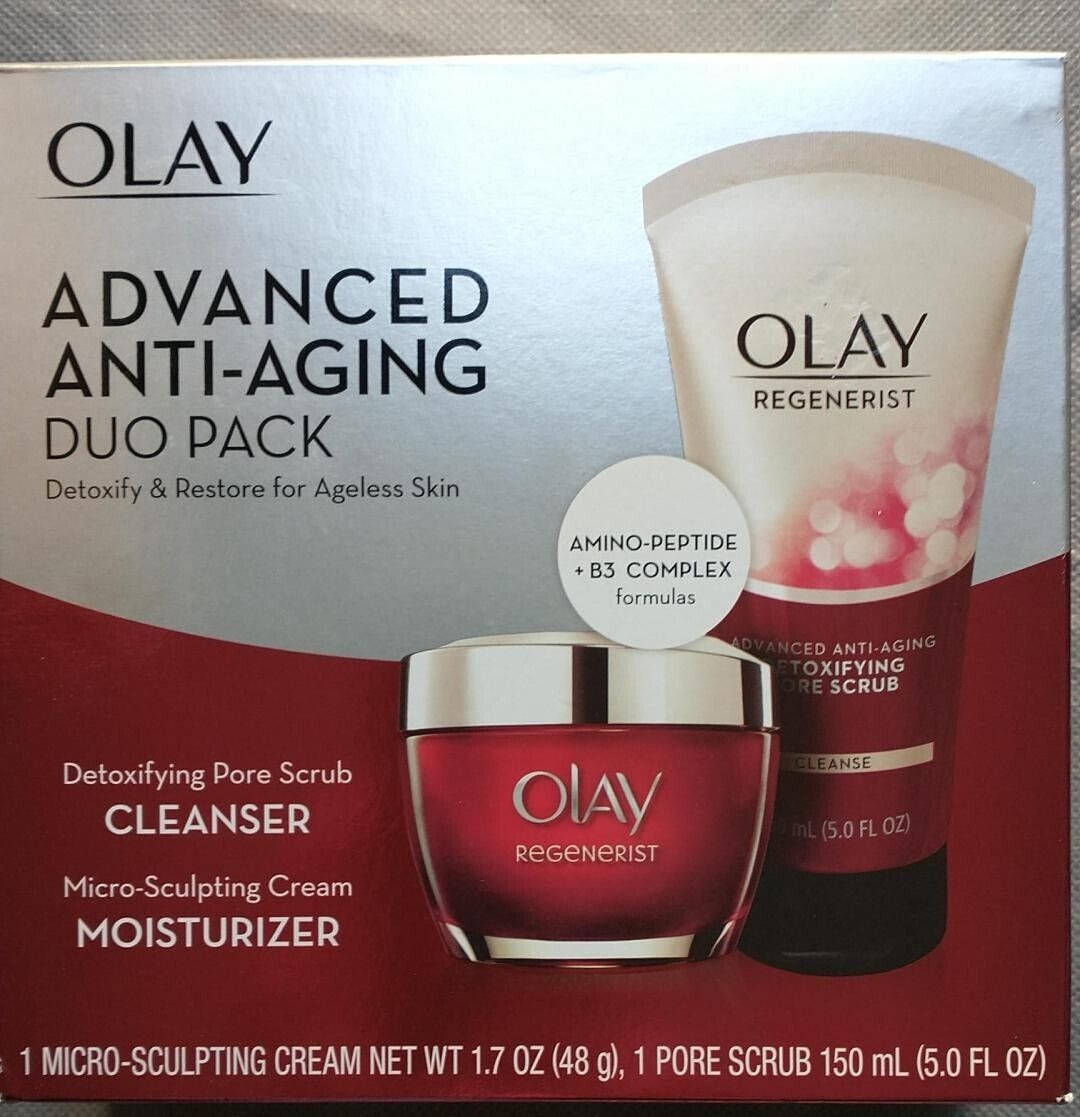 OLAY
ADVANCED
ANTI-AGING
DUO PACK
Detoxify & Restore for Ageless Skin
OLAY
REGENERIST
AMINO-PEPTIDE
+ B3 COMPLEX
formulas
ADVANCED ANTI-AGING
ETOXIFYING
ORE SCRUB
CLEANSE
0 mL (5.0 FL OZ)
OLAY
REGENERIST
Detoxifying Pore Scrub
CLEANSER
Micro-Sculpting Cream
MOISTURIZER
1 MICRO-SCULPTING CREAM NET WT 1.7 OZ (48 g), 1 PORE SCRUB 150 mL (5.0 FL OZ)